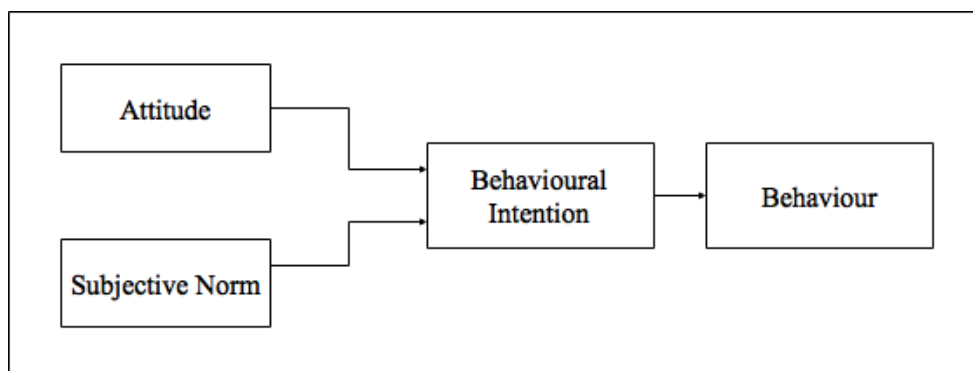 Attitude
Subjective Norm
Behavioural
Intention
Behaviour